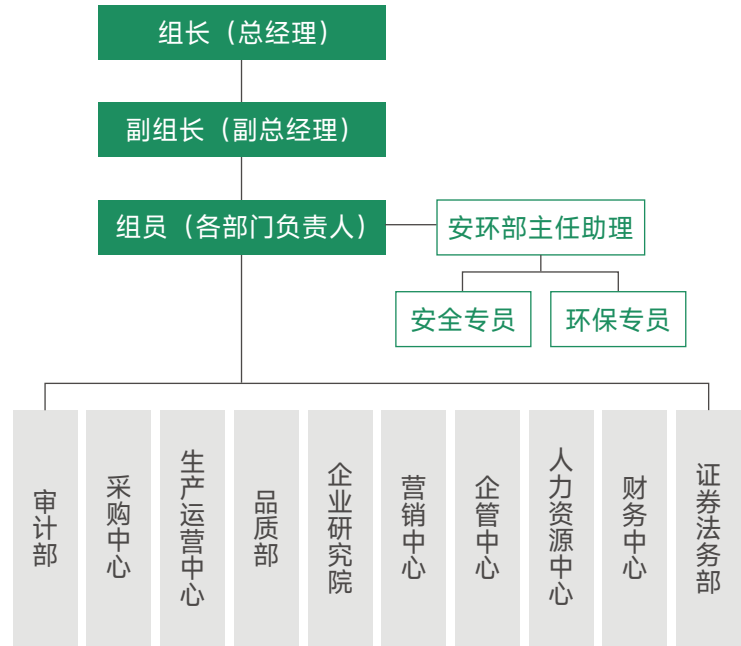 组长（总经理）
副组长（副总经理）
组员（各部门负责人）
安环部主任助理
安全专员
环保专员
审计部
采购中心
生产运营中心
品质部
企业研究院
营销中心
企管中心
人力资源中心
财务中心
证券法务部